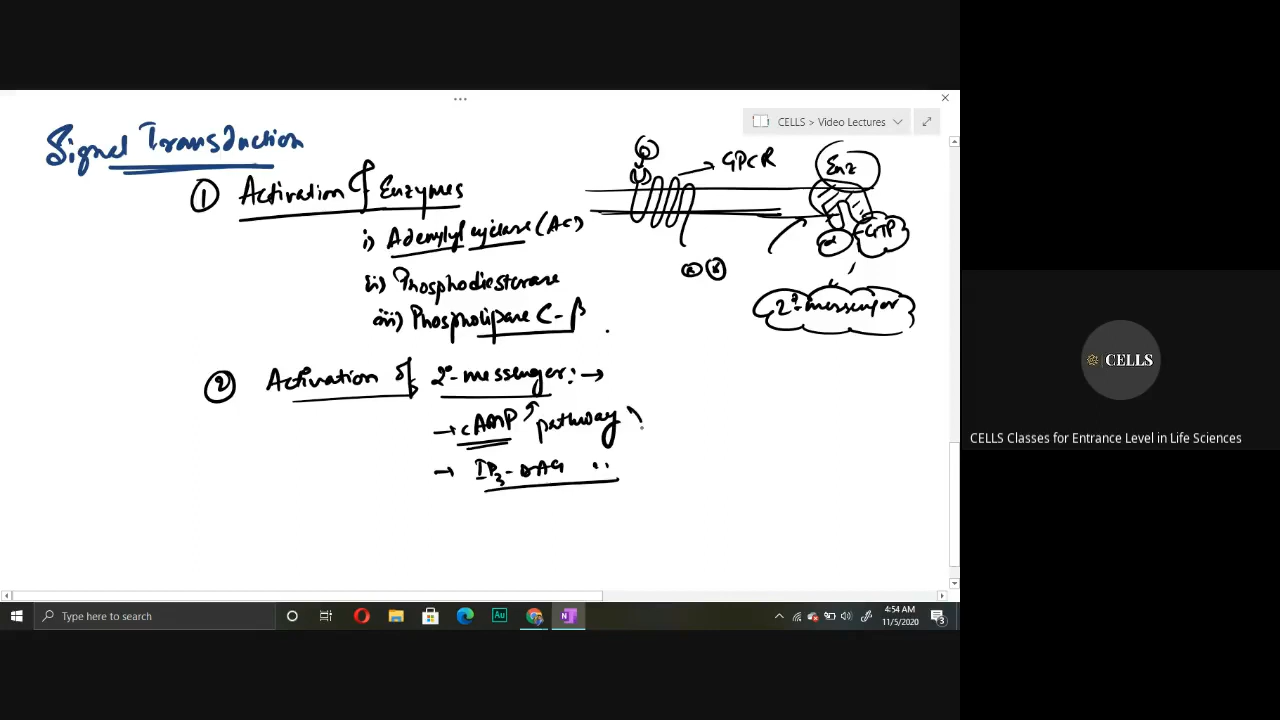 CELLS > Video Lectures
Signal Transduction
① Activation of Enzymes
i) Adenylyl cyclase (AC)
ii) Phosphodiesterase
iii) Phospholipase C-β
GPCR
Enz
α
GTP
2°-messenger
② Activation of 2°-messenger :→
→ cAMP pathway
→ IP3-DAG "
CELLS
CELLS Classes for Entrance Level in Life Sciences
Type here to search
Au
4:54 AM
11/5/2020
3